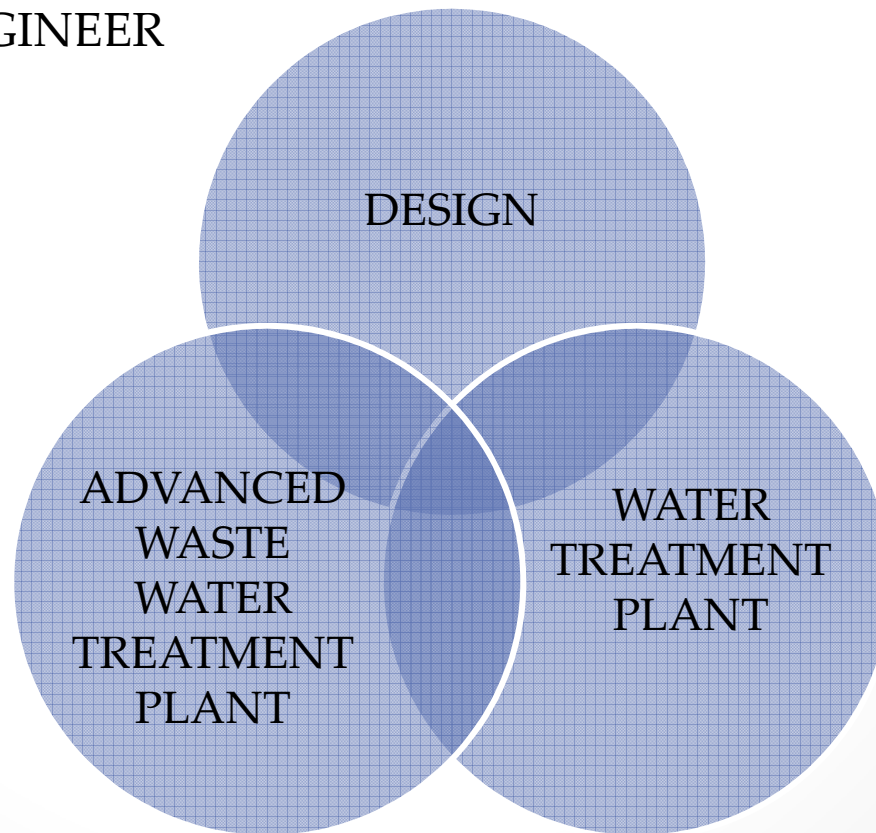 GINEER
DESIGN
ADVANCED
WASTE
WATER
TREATMENT
PLANT
WATER
TREATMENT
PLANT